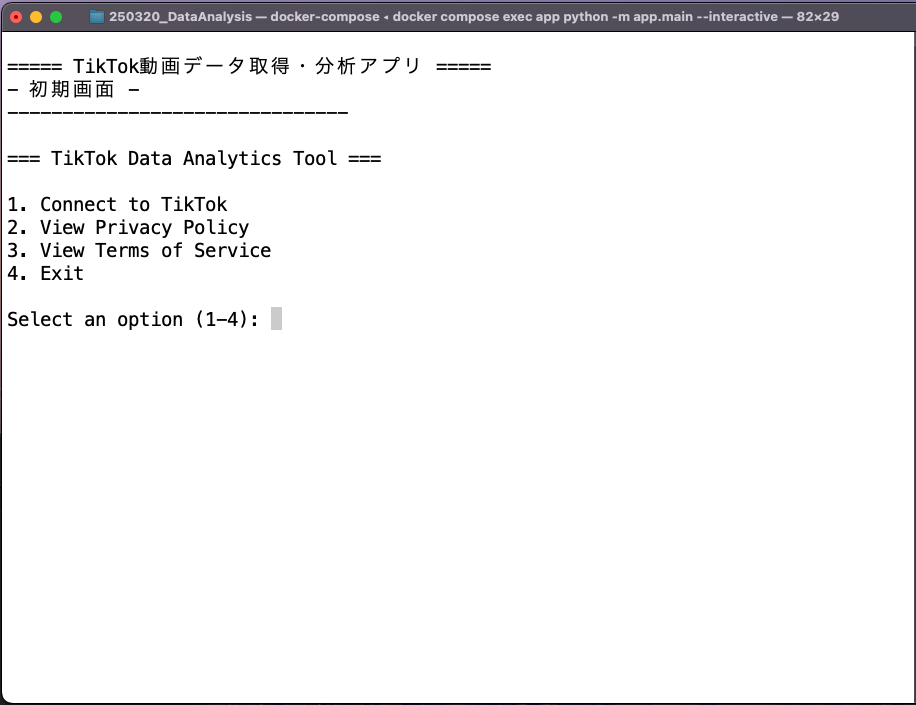 250320_DataAnalysis — docker-compose ◂ docker compose exec app python -m app.main --interactive — 82×29
===== TikTok動画データ取得・分析アプリ =====
- 初期画面 -
-------------------------------
=== TikTok Data Analytics Tool ===
1. Connect to TikTok
2. View Privacy Policy
3. View Terms of Service
4. Exit
Select an option (1-4):